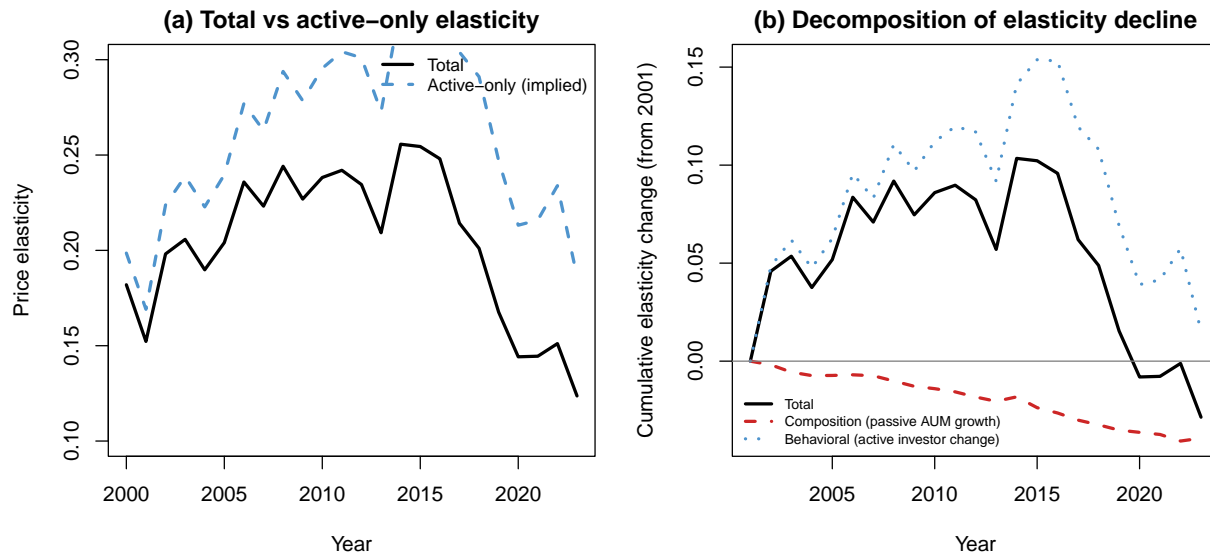 (a) Total vs active−only elasticity
Price elasticity
0.30
0.25
0.20
0.15
0.10
Total
Active−only (implied)
2000 2005 2010 2015 2020
Year
(b) Decomposition of elasticity decline
Cumulative elasticity change (from 2001)
0.15
0.10
0.05
0.00
Total
Composition (passive AUM growth)
Behavioral (active investor change)
2005 2010 2015 2020
Year